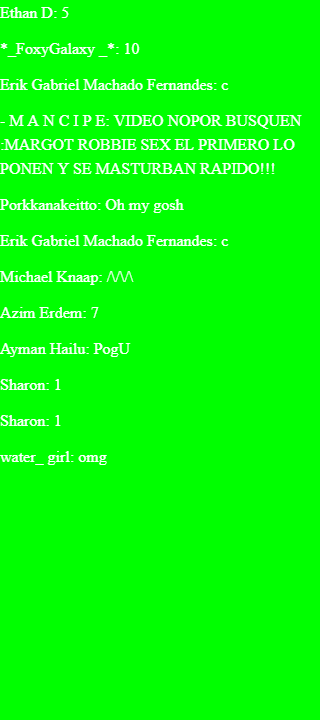 Ethan D: 5
*_FoxyGalaxy _*: 10
Erik Gabriel Machado Fernandes: c
- M A N C I P E: VIDEO NOPOR BUSQUEN
:MARGOT ROBBIE SEX EL PRIMERO LO
PONEN Y SE MASTURBAN RAPIDO!!!
Porkkanakeitto: Oh my gosh
Erik Gabriel Machado Fernandes: c
Michael Knaap: /\/\/\
Azim Erdem: 7
Ayman Hailu: PogU
Sharon: 1
Sharon: 1
water_ girl: omg